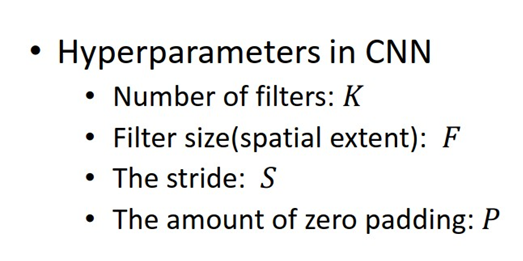 • Hyperparameters in CNN
• Number of filters: K
• Filter size(spatial extent): F
• The stride: S
• The amount of zero padding: P